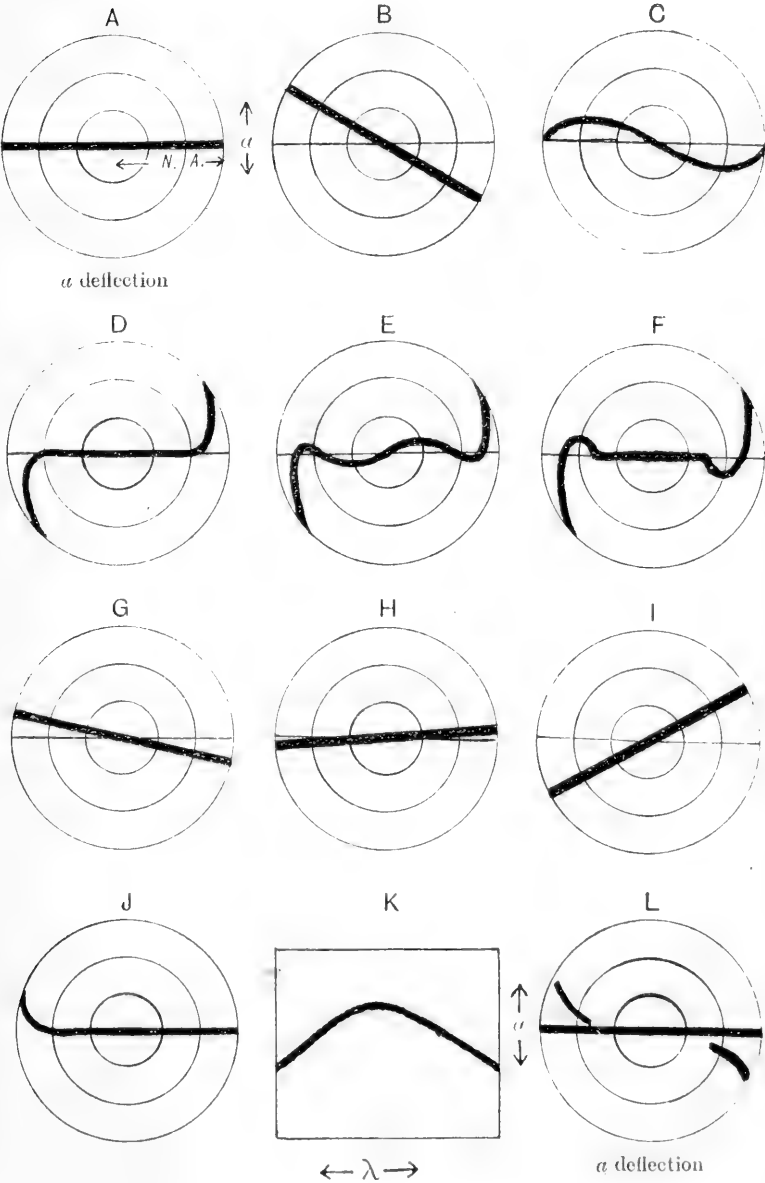 A
B
C
← N. A. →
↑
a
↓
a deflection
D
E
F
G
H
I
J
K
L
↑
a
↓
← λ →
a deflection